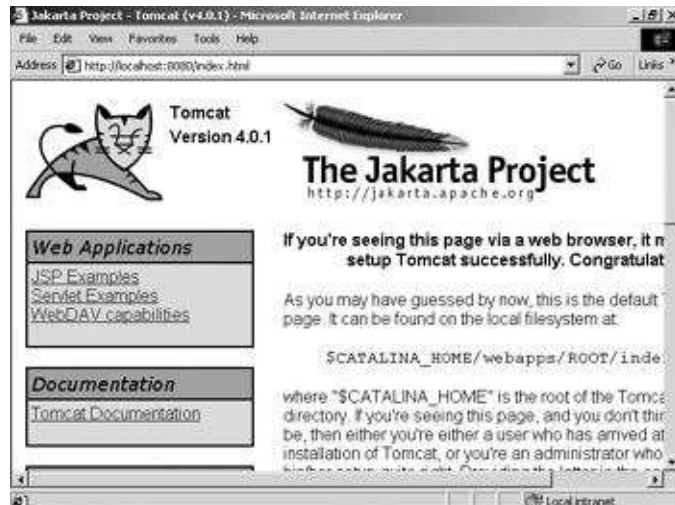 Jakarta Project - Tomcat (v4.0.1) - Microsoft Internet Explorer
File Edit View Favorites Tools Help
Address http://localhost:8080/index.html Go Links
Tomcat
Version 4.0.1
The Jakarta Project
http://jakarta.apache.org
Web Applications
JSP Examples
Servlet Examples
WebDAV capabilities
Documentation
Tomcat Documentation
If you're seeing this page via a web browser, it m
setup Tomcat successfully. Congratulat
As you may have guessed by now, this is the default
page. It can be found on the local filesystem at:
$CATALINA_HOME/webapps/ROOT/inde
where "$CATALINA_HOME" is the root of the Tomca
directory. If you're seeing this page, and you don't thin
be, then either you're either a user who has arrived at
installation of Tomcat, or you're an administrator who
Local intranet